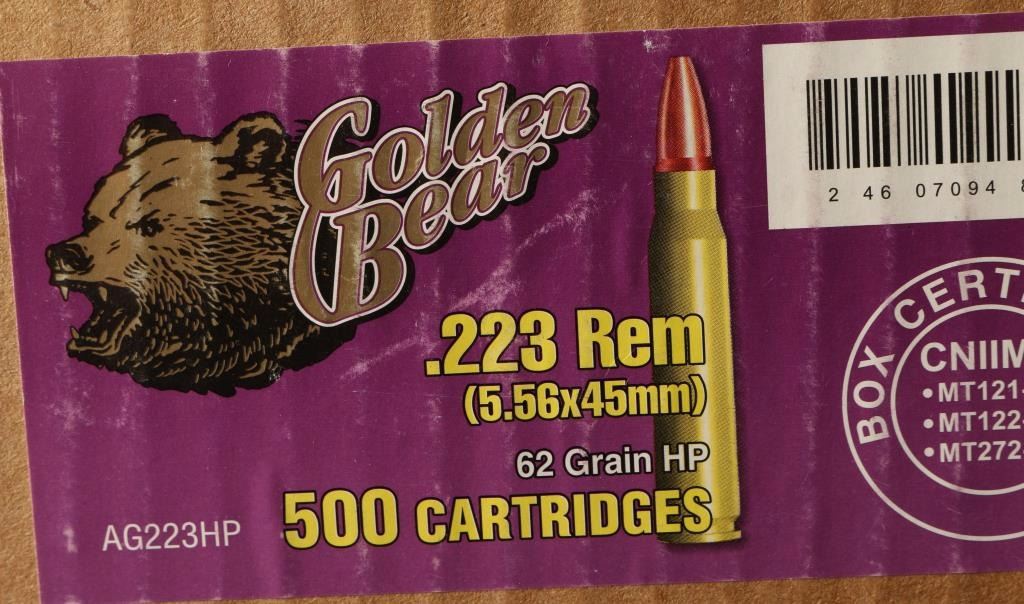 Golden
Bear
.223 Rem
(5.56x45mm)
62 Grain HP
500 CARTRIDGES
AG223HP
2 46 07094
BOX CERTI
CNIIM
•MT121-
•MT122-
•MT272-